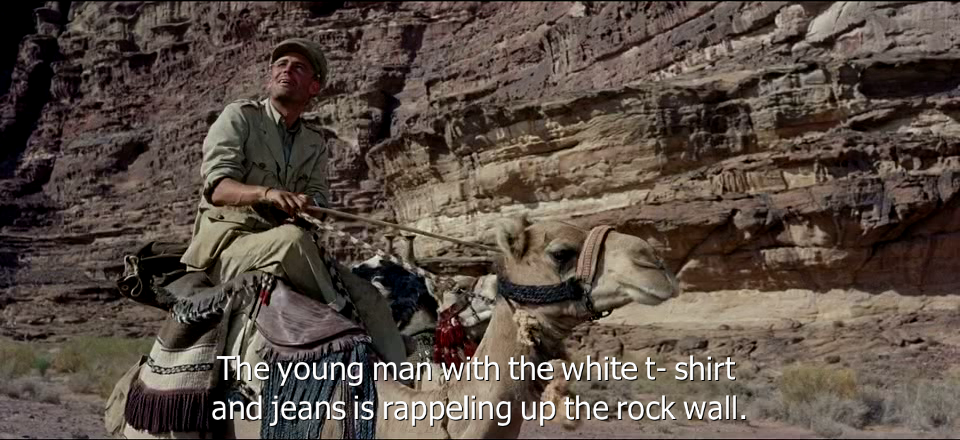 The young man with the white t- shirt
and jeans is rappeling up the rock wall.